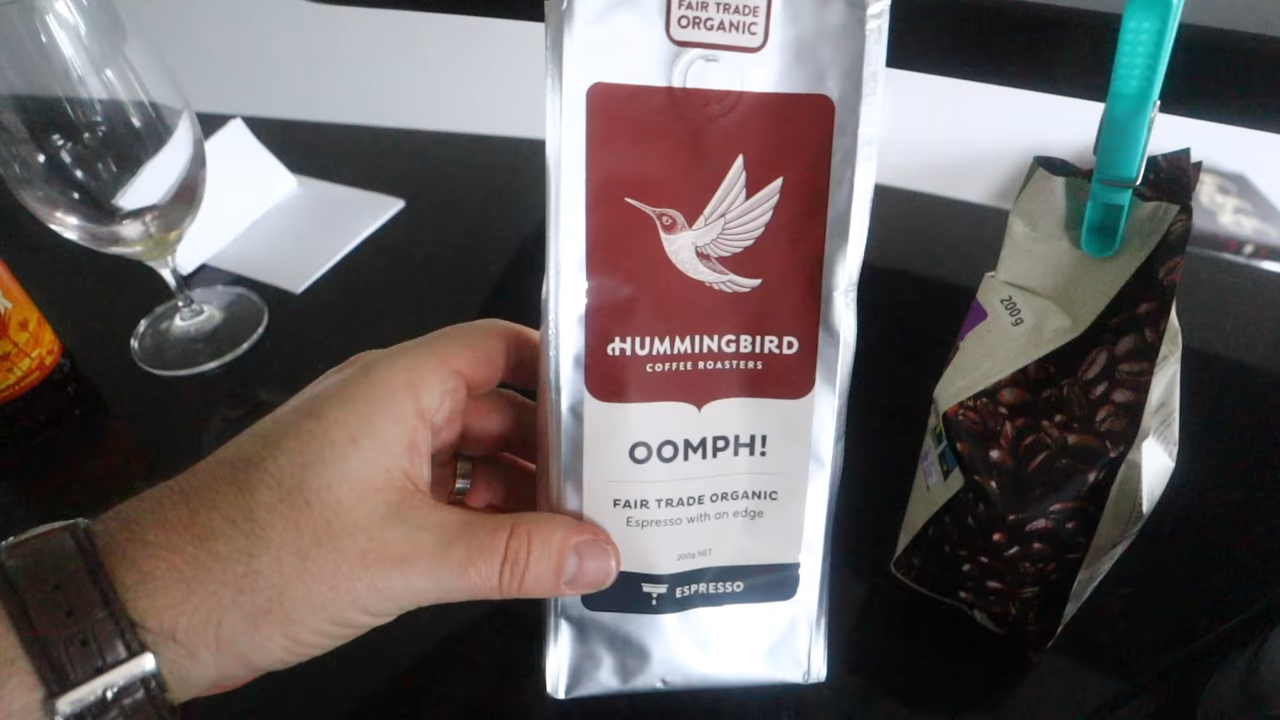 FAIR TRADE
ORGANIC
HUMMINGBIRD
COFFEE ROASTERS
OOMPH!
FAIR TRADE ORGANIC
Espresso with an edge
200g NET
ESPRESSO
200g